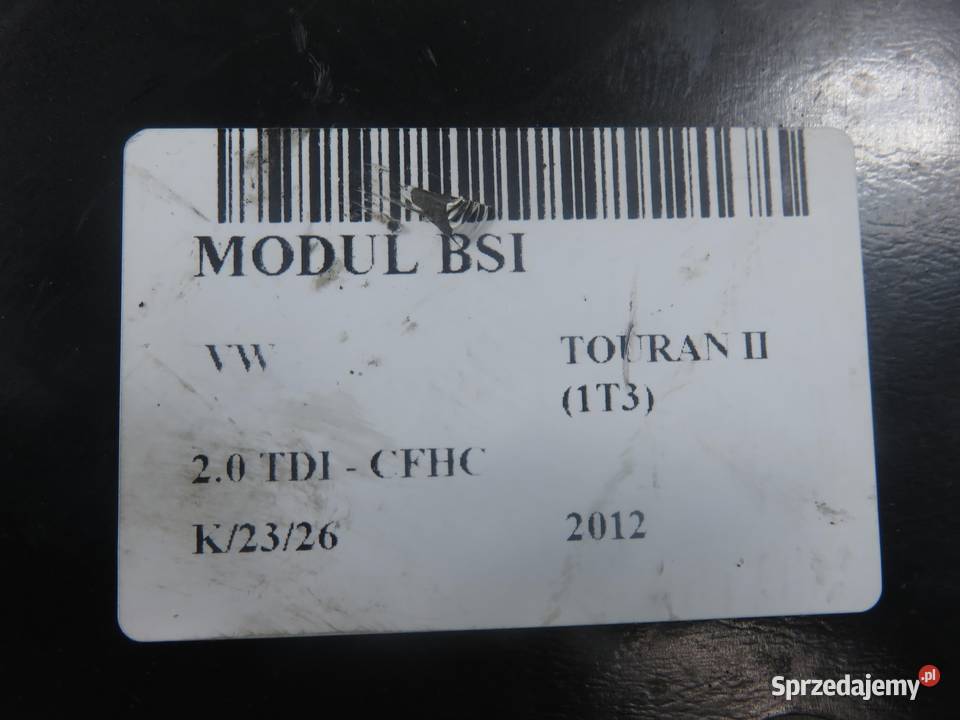 MODUL BSI
VW
TOURAN II
(1T3)
2.0 TDI - CFHC
K/23/26
2012
Sprzedajemy.pl